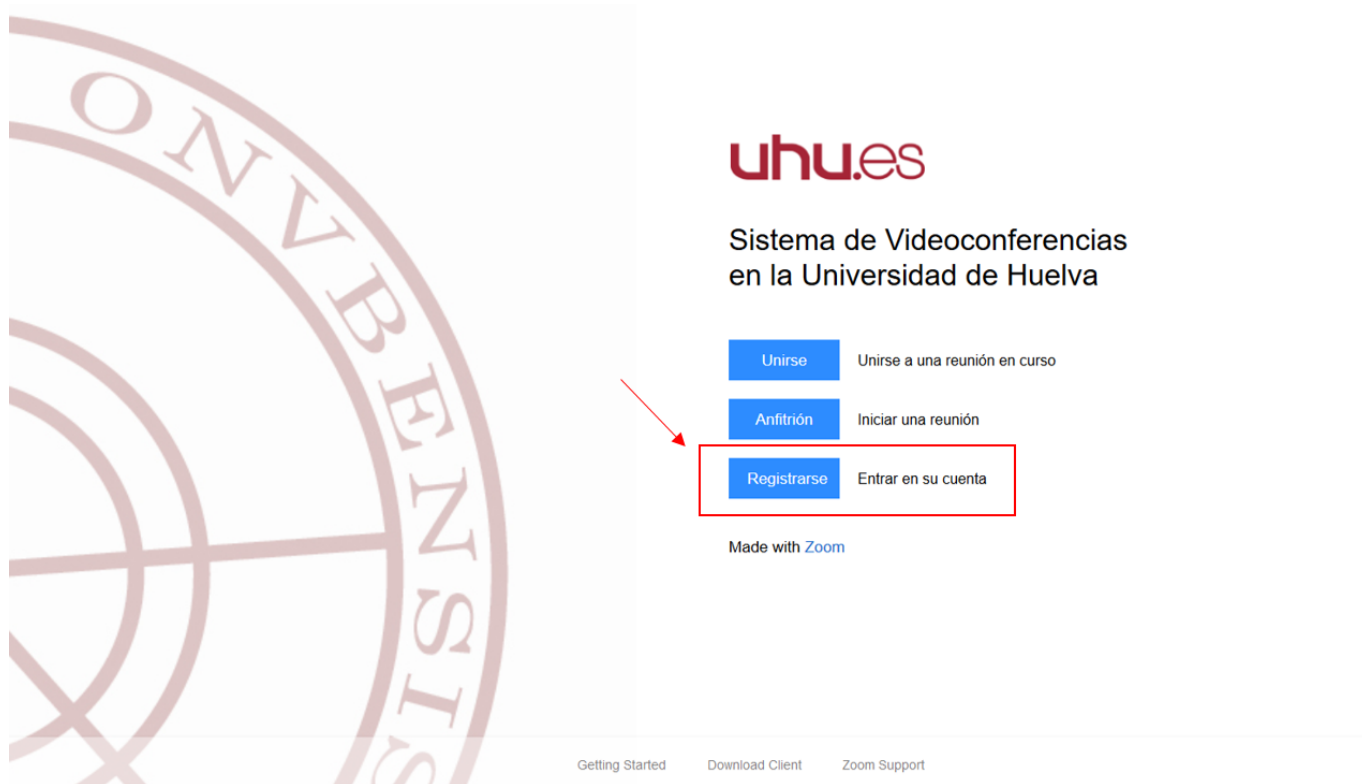 ONVBENSIS
uhu.es
Sistema de Videoconferencias
en la Universidad de Huelva
Unirse Unirse a una reunión en curso
Anfitrión Iniciar una reunión
Registrarse Entrar en su cuenta
Made with Zoom
Getting Started Download Client Zoom Support